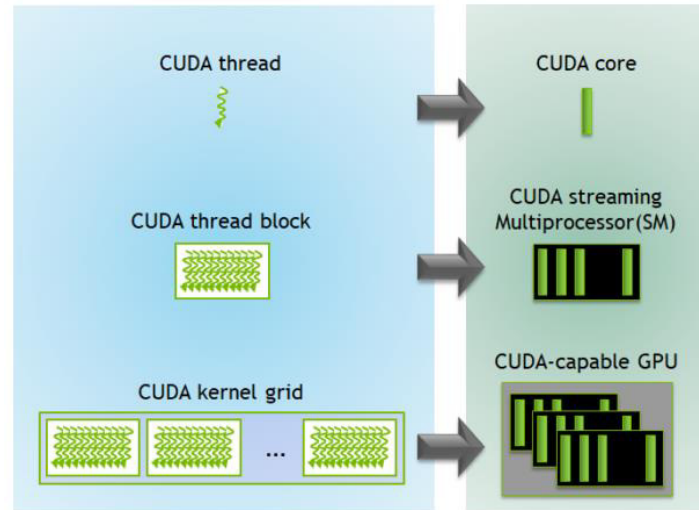 CUDA thread
CUDA core
CUDA thread block
CUDA streaming
Multiprocessor(SM)
CUDA kernel grid
CUDA-capable GPU
...